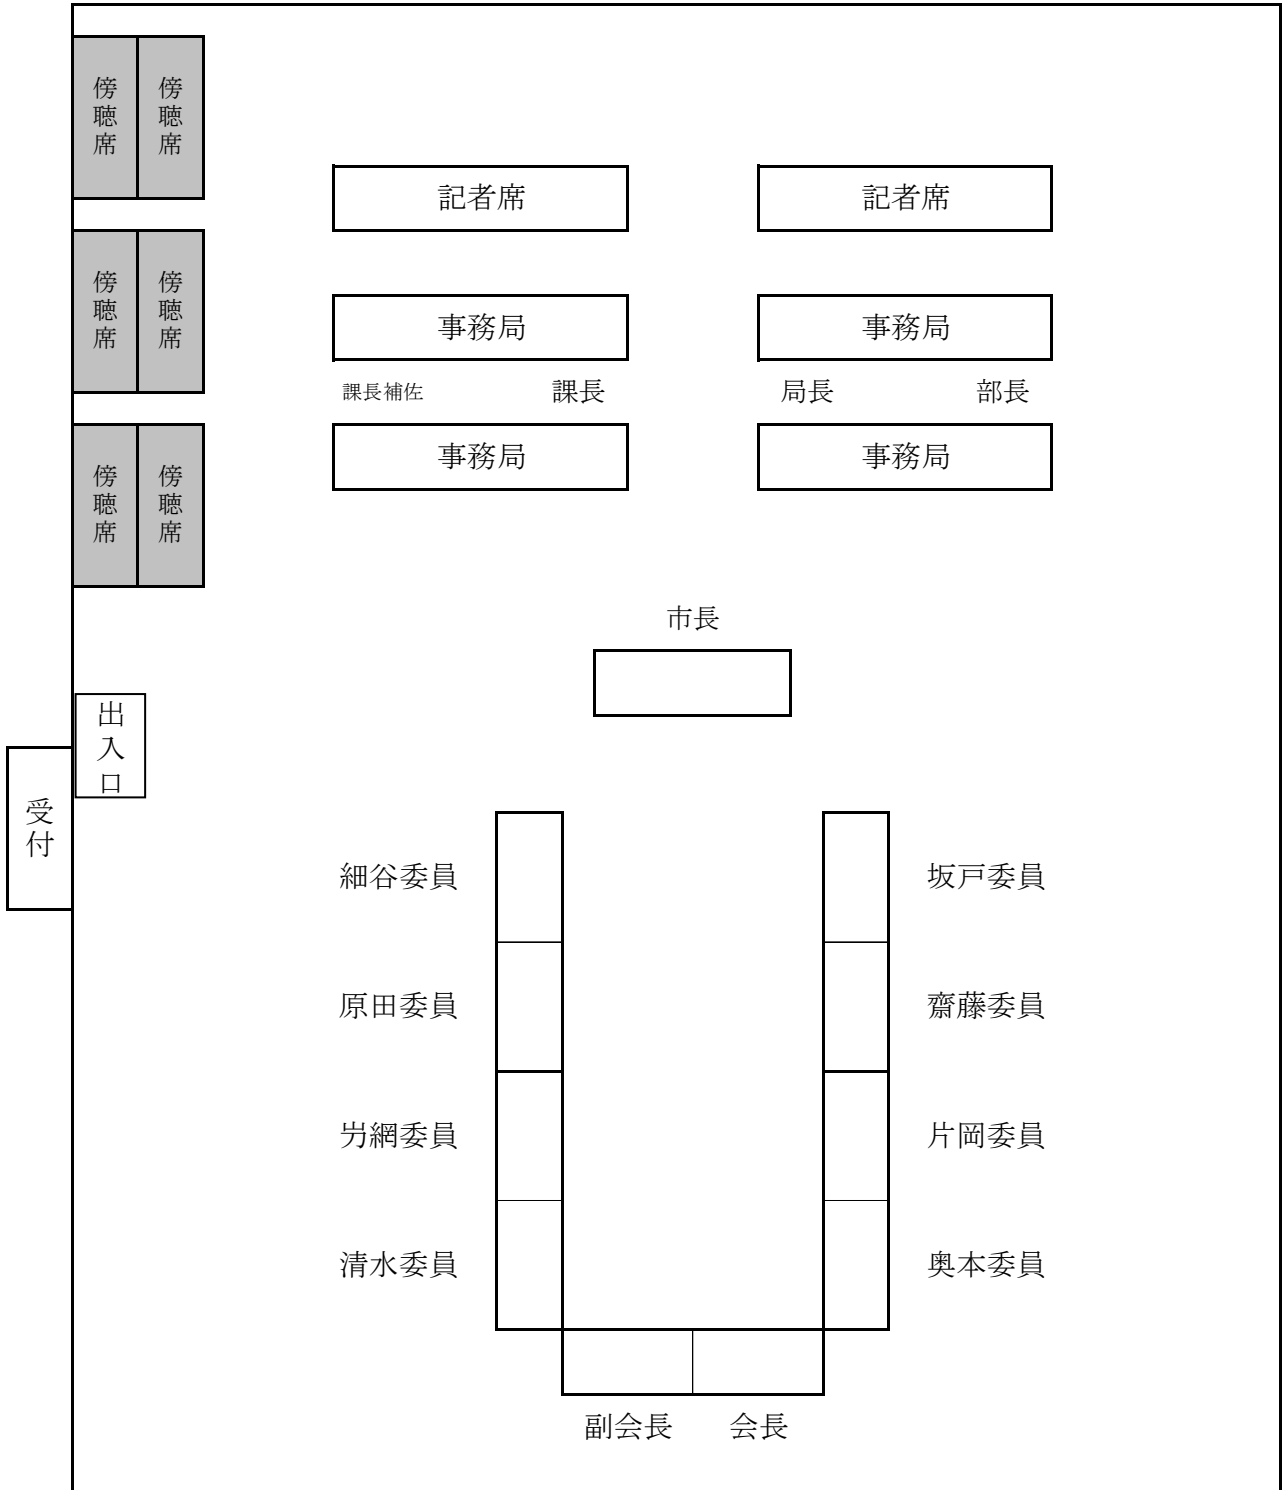 傍聴席
傍聴席
記者席
記者席
傍聴席
傍聴席
事務局
事務局
課長補佐
課長
局長
部長
傍聴席
傍聴席
事務局
事務局
市長
出入口
受付
細谷委員
坂戸委員
原田委員
齋藤委員
岃網委員
片岡委員
清水委員
奥本委員
副会長
会長